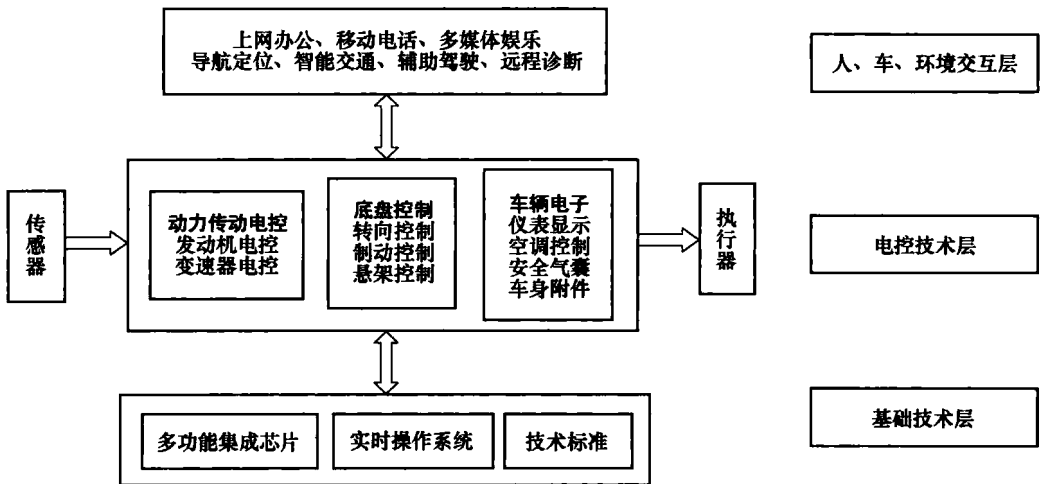 上网办公、移动电话、多媒体娱乐
导航定位、智能交通、辅助驾驶、远程诊断
人、车、环境交互层
传感器
动力传动电控
发动机电控
变速器电控
底盘控制
转向控制
制动控制
悬架控制
车辆电子
仪表显示
空调控制
安全气囊
车身附件
执行器
电控技术层
多功能集成芯片
实时操作系统
技术标准
基础技术层